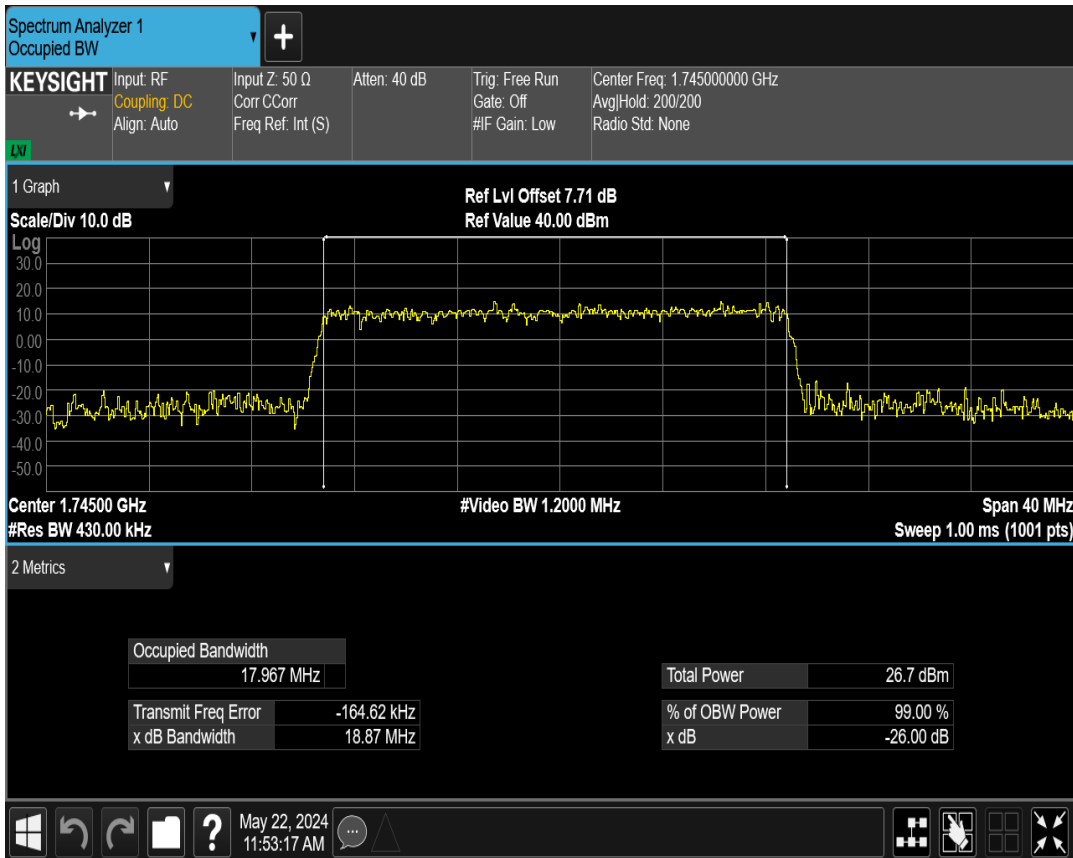 Spectrum Analyzer 1
Occupied BW
KEYSIGHT
LXI
Input: RF
Coupling: DC
Align: Auto
Input Z: 50 Ω
Corr CCorr
Freq Ref: Int (S)
Atten: 40 dB
Trig: Free Run
Gate: Off
#IF Gain: Low
Center Freq: 1.745000000 GHz
Avg|Hold: 200/200
Radio Std: None
1 Graph
Scale/Div 10.0 dB
Ref Lvl Offset 7.71 dB
Ref Value 40.00 dBm
Log
30.0
20.0
10.0
0.00
-10.0
-20.0
-30.0
-40.0
-50.0
Center 1.74500 GHz
#Res BW 430.00 kHz
#Video BW 1.2000 MHz
Span 40 MHz
Sweep 1.00 ms (1001 pts)
2 Metrics
Occupied Bandwidth
17.967 MHz
Transmit Freq Error -164.62 kHz
x dB Bandwidth 18.87 MHz
Total Power 26.7 dBm
% of OBW Power 99.00 %
x dB -26.00 dB
?
May 22, 2024
11:53:17 AM